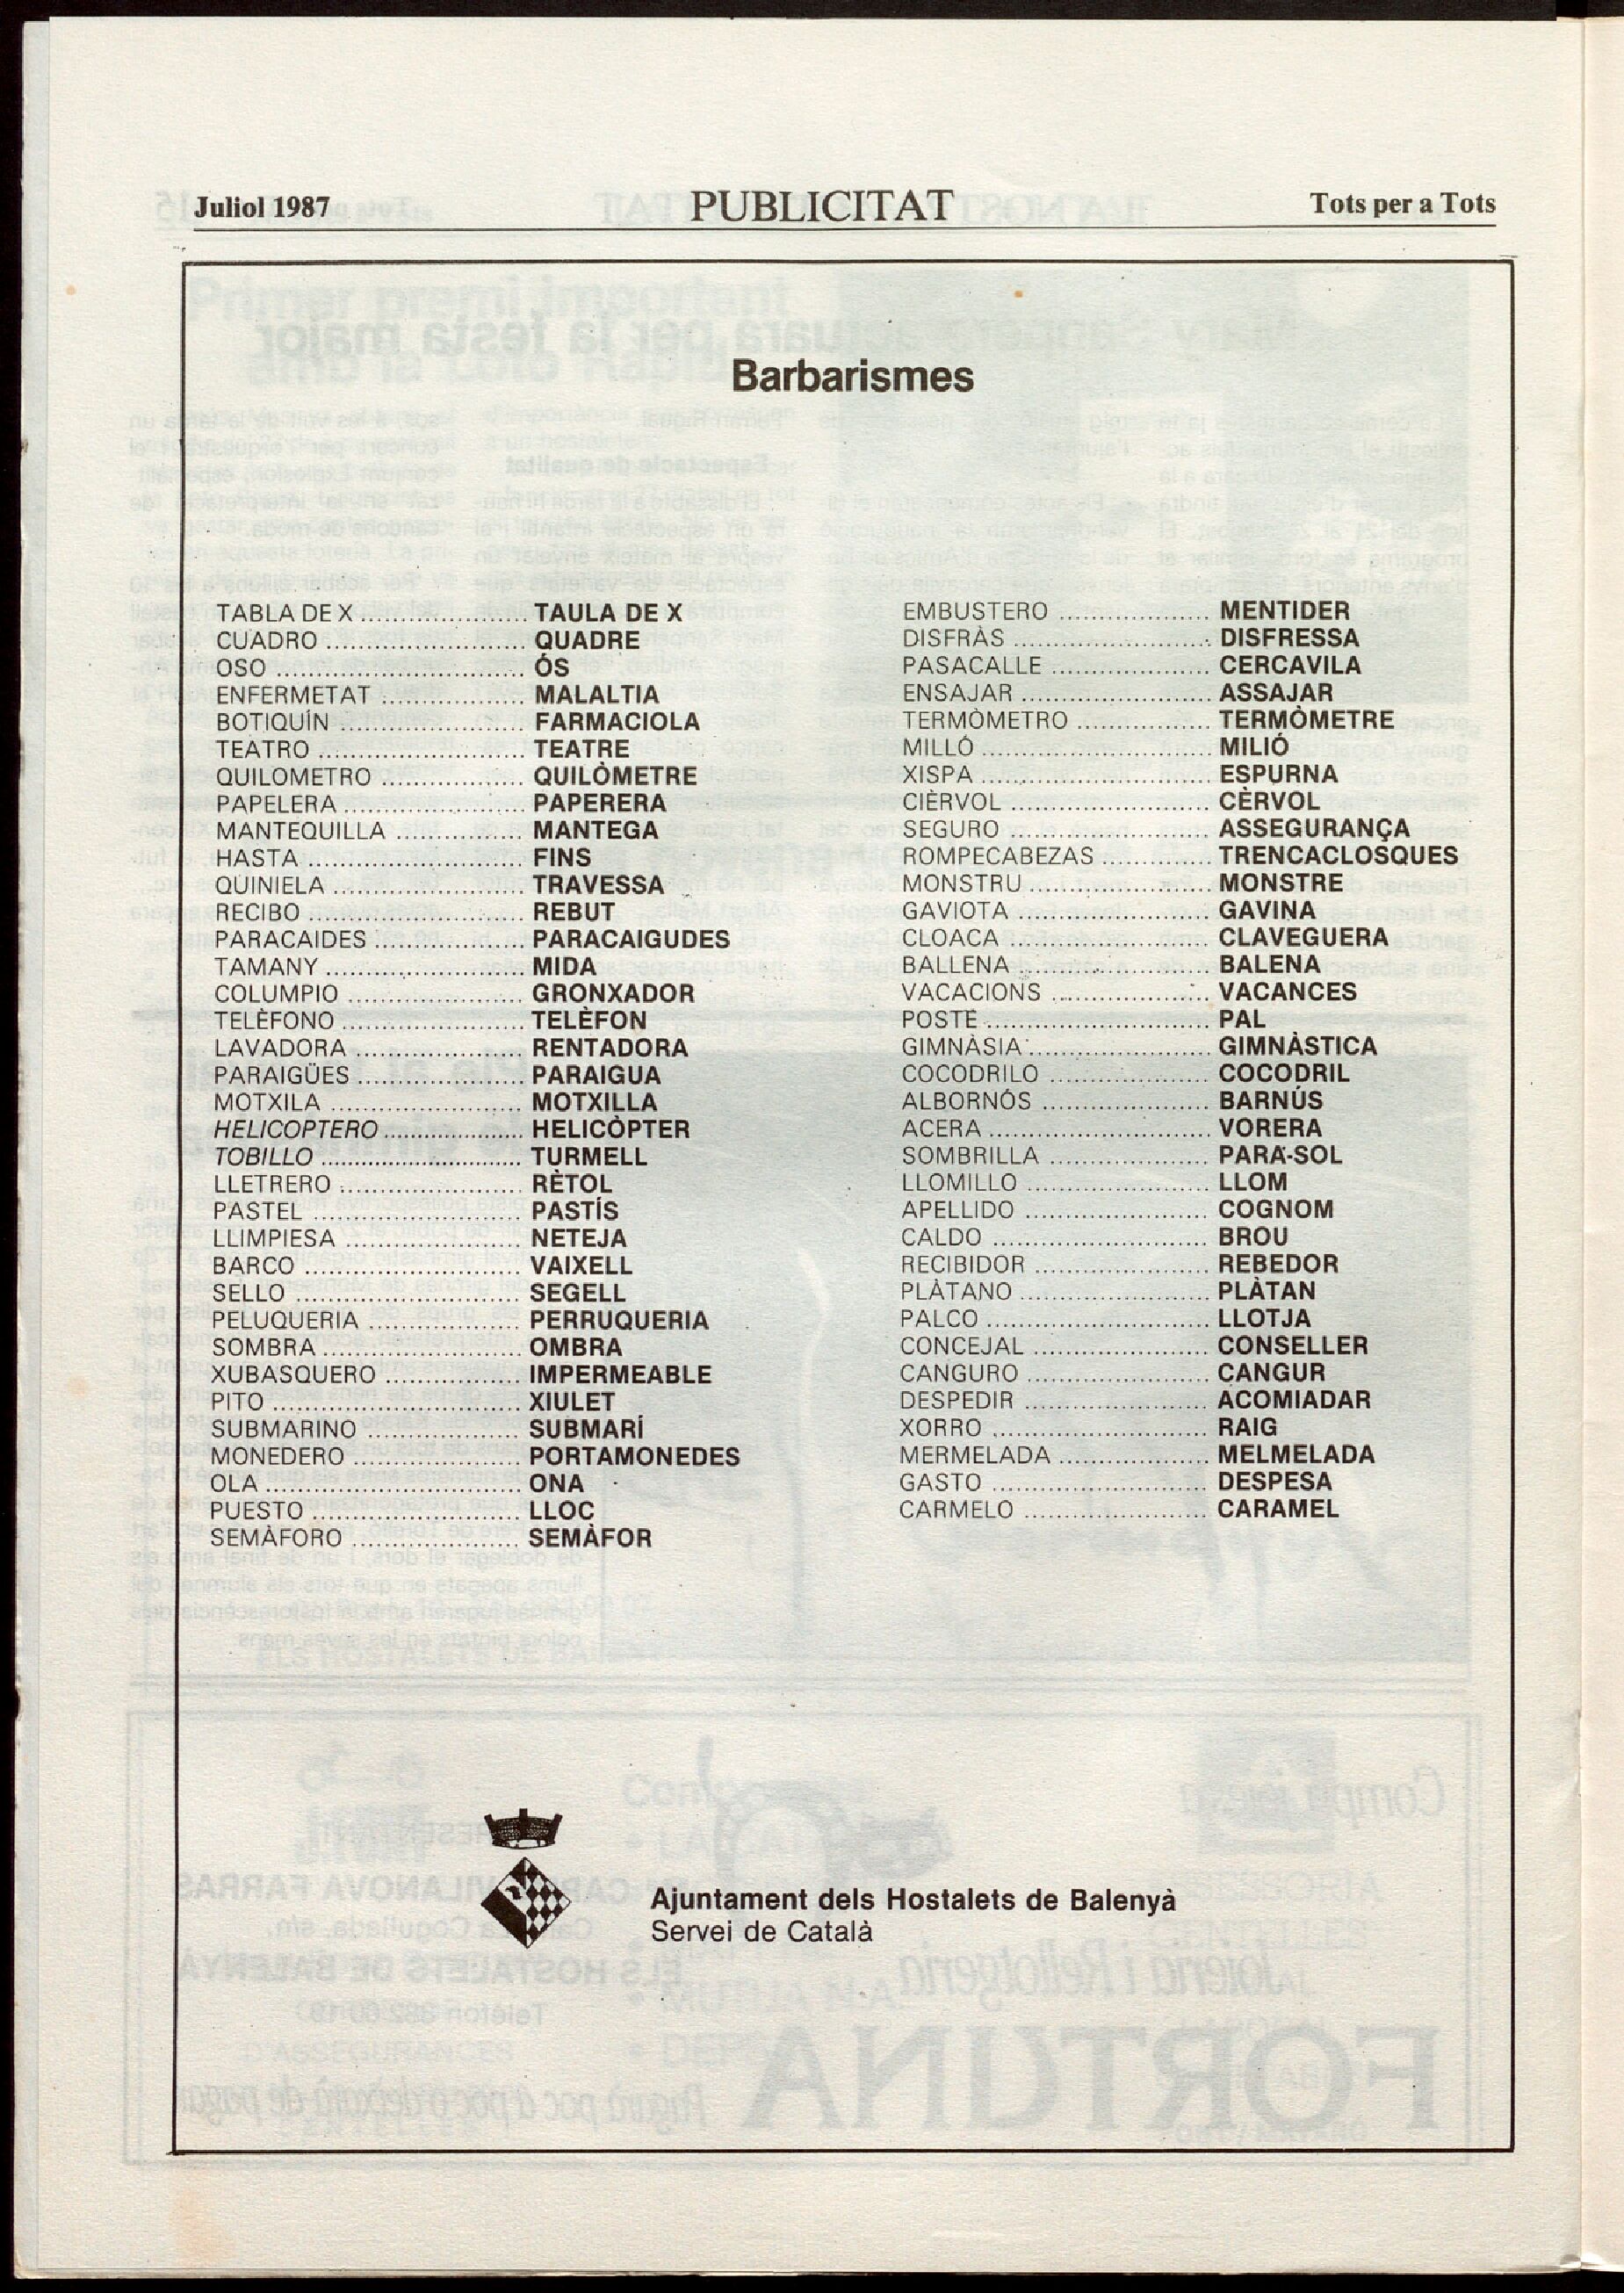 Juliol 1987 PUBLICITAT Tots per a Tots
Barbarismes
TABLA DE X ..................... TAULA DE X
CUADRO ......................... QUADRE
OSO ............................... ÓS
ENFERMETAT .................. MALALTIA
BOTIQUÍN ....................... FARMACIOLA
TEATRO .......................... TEATRE
QUILOMETRO .................. QUILÒMETRE
PAPELERA ....................... PAPERERA
MANTEQUILLA ................. MANTEGA
HASTA ............................ FINS
QUINIELA ........................ TRAVESSA
RECIBO ........................... REBUT
PARACAIDES ................... PARACAIGUDES
TAMANY ......................... MIDA
COLUMPIO ...................... GRONXADOR
TELÈFONO ....................... TELÈFON
LAVADORA ..................... RENTADORA
PARAIGÜES ..................... PARAIGUA
MOTXILA ........................ MOTXILLA
HELICOPTERO .................. HELICÒPTER
TOBILLO ............................ TURMELL
LLETRERO ....................... RÈTOL
PASTEL .......................... PASTÍS
LLIMPIESA ...................... NETEJA
BARCO ........................... VAIXELL
SELLO ............................ SEGELL
PELUQUERIA ................... PERRUQUERIA
SOMBRA ......................... OMBRA
XUBASQUERO ................. IMPERMEABLE
PITO ............................... XIULET
SUBMARINO .................... SUBMARÍ
MONEDERO ..................... PORTAMONEDES
OLA ................................ ONA
PUESTO .......................... LLOC
SEMÀFORO ..................... SEMÀFOR
EMBUSTERO ................... MENTIDER
DISFRÀS ......................... DISFRESSA
PASACALLE .................... CERCAVILA
ENSAJAR ........................ ASSAJAR
TERMÒMETRO ................. TERMÒMETRE
MILLÓ ............................ MILIÓ
XISPA ............................. ESPURNA
CIÈRVOL ......................... CÈRVOL
SEGURO ......................... ASSEGURANÇA
ROMPECABEZAS .............. TRENCACLOSQUES
MONSTRU ....................... MONSTRE
GAVIOTA ........................ GAVINA
CLOACA .......................... CLAVEGUERA
BALLENA ........................ BALENA
VACACIONS .................... VACANCES
POSTE ............................ PAL
GIMNÀSIA ....................... GIMNÀSTICA
COCODRILO .................... COCODRIL
ALBORNÓS ..................... BARNÚS
ACERA ............................ VORERA
SOMBRILLA .................... PARA-SOL
LLOMILLO ....................... LLOM
APELLIDO ....................... COGNOM
CALDO ........................... BROU
RECIBIDOR ...................... REBEDOR
PLÀTANO ........................ PLÀTAN
PALCO ............................ LLOTJA
CONCEJAL ...................... CONSELLER
CANGURO ....................... CANGUR
DESPEDIR ....................... ACOMIADAR
XORRO ........................... RAIG
MERMELADA ................... MELMELADA
GASTO ........................... DESPESA
CARMELO ....................... CARAMEL
Ajuntament dels Hostalets de Balenyà
Servei de Català